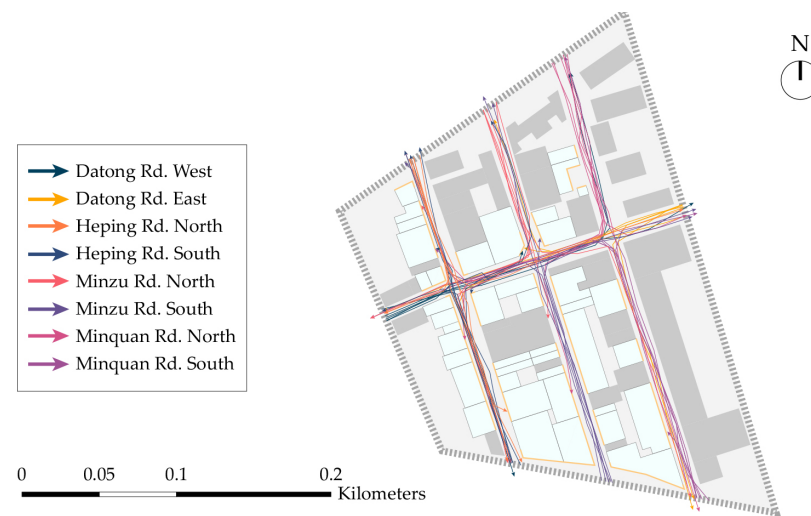 N
Datong Rd. West
Datong Rd. East
Heping Rd. North
Heping Rd. South
Minzu Rd. North
Minzu Rd. South
Minquan Rd. North
Minquan Rd. South
0 0.05 0.1 0.2
Kilometers